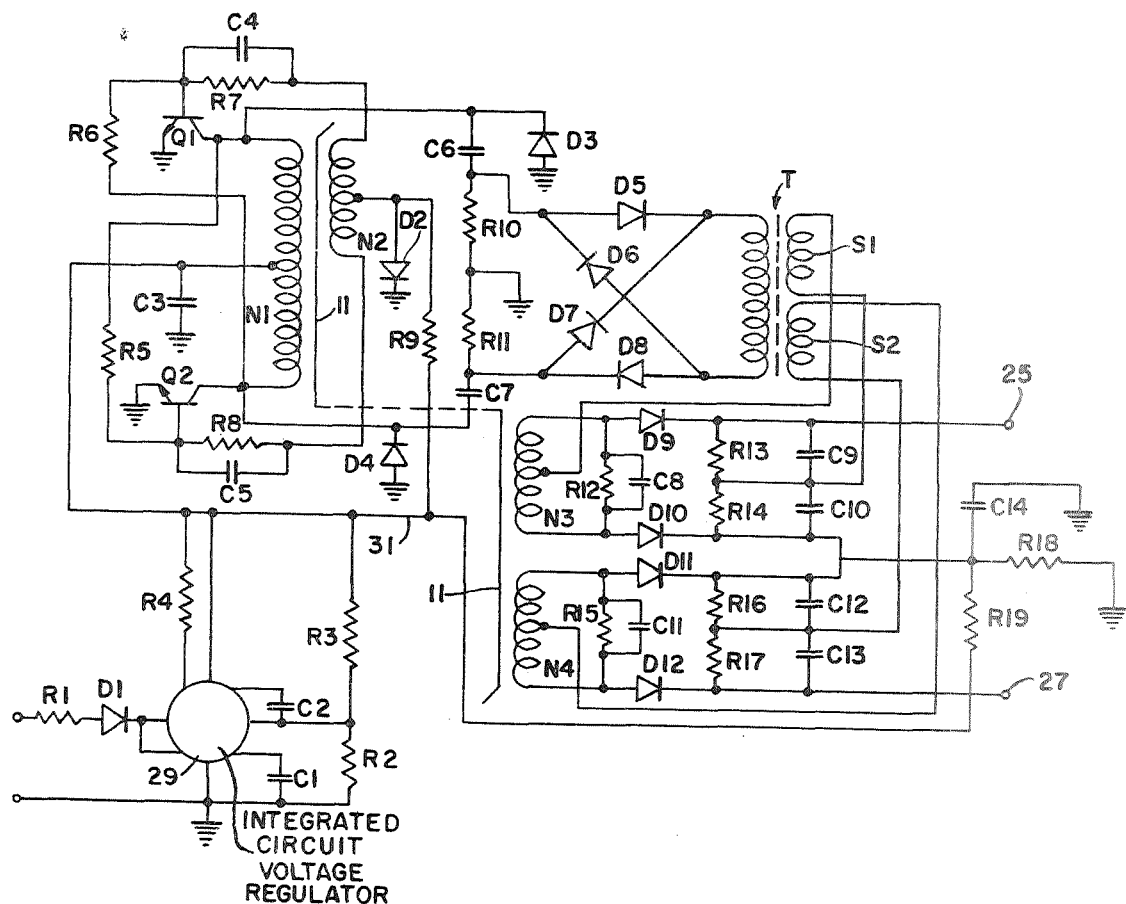 C4
R7
R6
Q1
C6
D3
D5
T
S1
R10
D2
N2
D6
C3
N1
11
R9
R11
D7
D8
S2
R5
Q2
C7
25
R8
D4
C5
D9
R13
C9
R12
C8
N3
D10
R14
C10
C14
31
R18
D11
11
R4
R3
R15
C11
R16
C12
R19
N4
D12
R17
C13
27
R1
D1
C2
R2
29
C1
INTEGRATED
CIRCUIT
VOLTAGE
REGULATOR